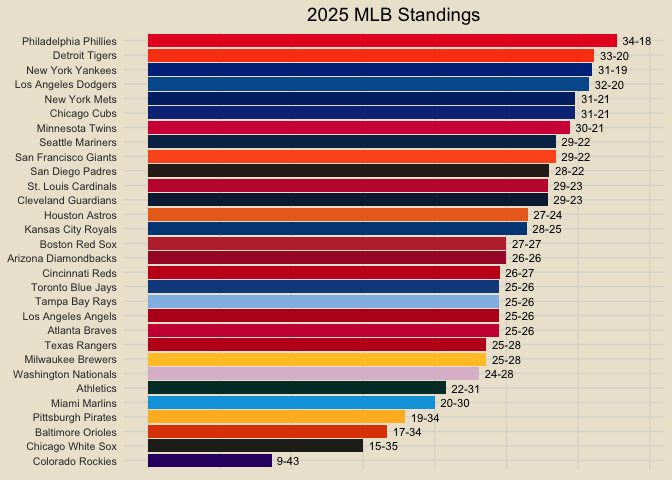 2025 MLB Standings
Philadelphia Phillies 34-18
Detroit Tigers 33-20
New York Yankees 31-19
Los Angeles Dodgers 32-20
New York Mets 31-21
Chicago Cubs 31-21
Minnesota Twins 30-21
Seattle Mariners 29-22
San Francisco Giants 29-22
San Diego Padres 28-22
St. Louis Cardinals 29-23
Cleveland Guardians 29-23
Houston Astros 27-24
Kansas City Royals 28-25
Boston Red Sox 27-27
Arizona Diamondbacks 26-26
Cincinnati Reds 26-27
Toronto Blue Jays 25-26
Tampa Bay Rays 25-26
Los Angeles Angels 25-26
Atlanta Braves 25-26
Texas Rangers 25-28
Milwaukee Brewers 25-28
Washington Nationals 24-28
Athletics 22-31
Miami Marlins 20-30
Pittsburgh Pirates 19-34
Baltimore Orioles 17-34
Chicago White Sox 15-35
Colorado Rockies 9-43